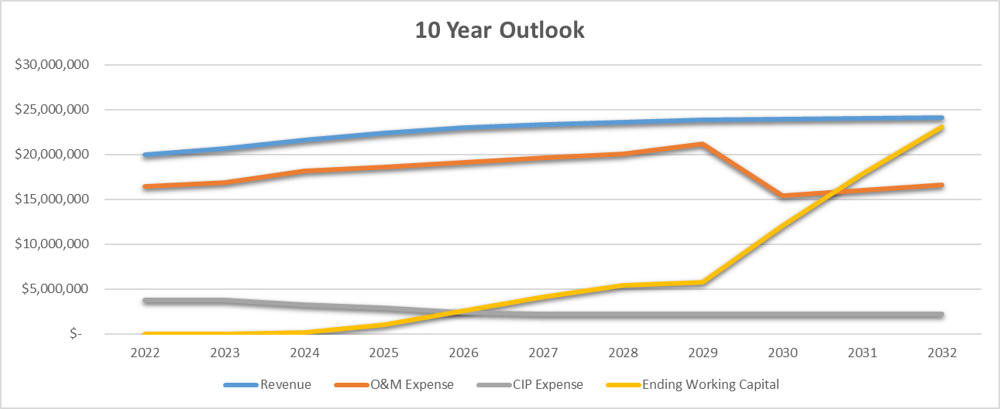 10 Year Outlook
$30,000,000
$25,000,000
$20,000,000
$15,000,000
$10,000,000
$5,000,000
$-
2022 2023 2024 2025 2026 2027 2028 2029 2030 2031 2032
Revenue O&M Expense CIP Expense Ending Working Capital